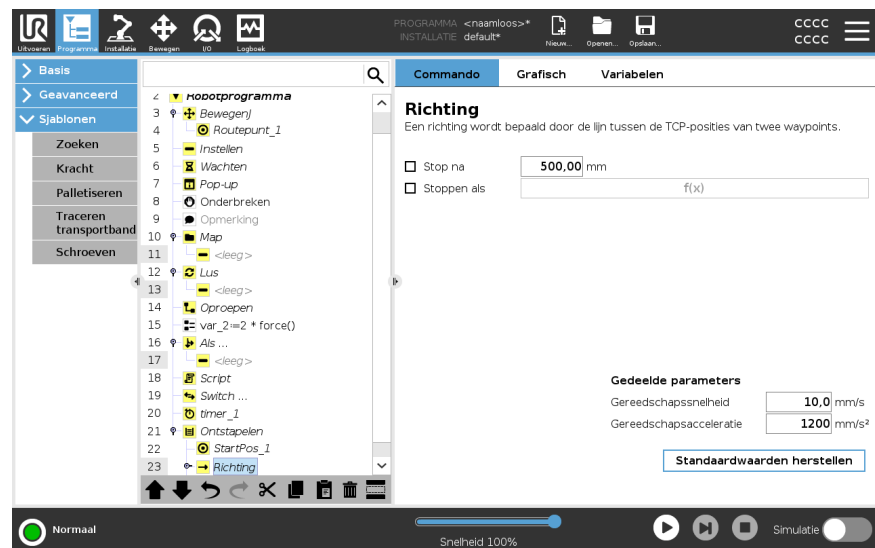 PROGRAMMA <naamloos>*
INSTALLATIE default*
Nieuw... Openen... Opslaan...
cccc
cccc
Uitvoeren Programma Installatie Bewegen I/O Logboek
Basis
Geavanceerd
Sjablonen
Zoeken
Kracht
Palletiseren
Traceren
transportband
Schroeven
2 Robotprogramma
3 BewegenJ
4 Routepunt_1
5 Instellen
6 Wachten
7 Pop-up
8 Onderbreken
9 Opmerking
10 Map
11 <leeg>
12 Lus
13 <leeg>
14 Oproepen
15 var_2:=2 * force()
16 Als ...
17 <leeg>
18 Script
19 Switch ...
20 timer_1
21 Ontstapelen
22 StartPos_1
23 Richting
Commando Grafisch Variabelen
Richting
Een richting wordt bepaald door de lijn tussen de TCP-posities van twee waypoints.
Stop na 500,00 mm
Stoppen als f(x)
Gedeelde parameters
Gereedschapssnelheid 10,0 mm/s
Gereedschapsacceleratie 1200 mm/s²
Standaardwaarden herstellen
Normaal
Snelheid 100%
Simulatie